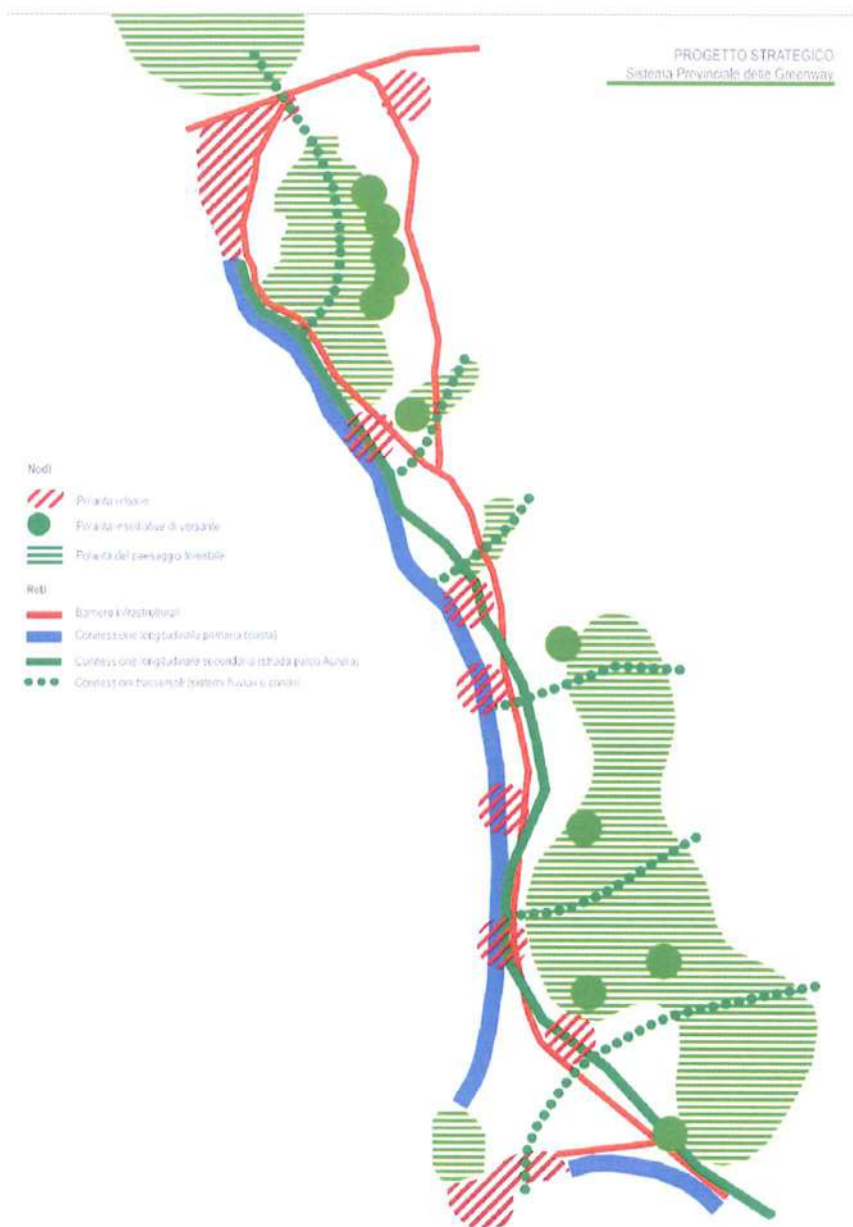 PROGETTO STRATEGICO
Sistema Provinciale delle Greenway
Nodi
Polarità urbane
Polarità insediative di versante
Polarità del paesaggio forestale
Reti
Barriere infrastrutturali
Connessione longitudinale primaria (costa)
Connessione longitudinale secondaria (strada parco Aurelia)
Connessioni trasversali (sistemi fluviali e canali)